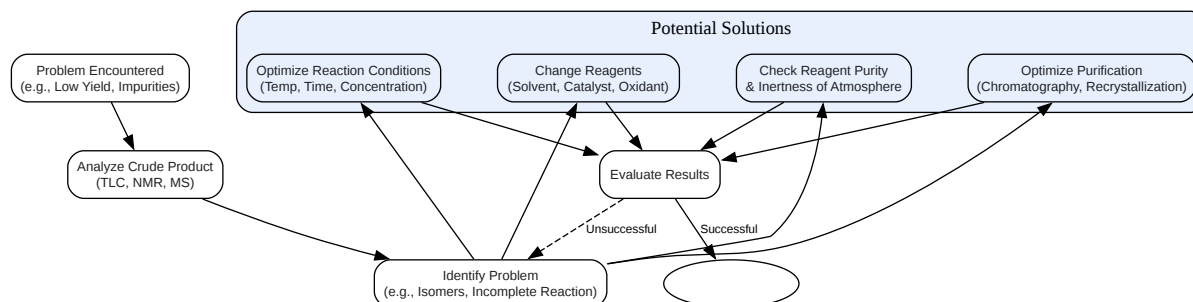 Potential Solutions
Problem Encountered
(e.g., Low Yield, Impurities)
Optimize Reaction Conditions
(Temp, Time, Concentration)
Change Reagents
(Solvent, Catalyst, Oxidant)
Check Reagent Purity
& Inertness of Atmosphere
Optimize Purification
(Chromatography, Recrystallization)
Analyze Crude Product
(TLC, NMR, MS)
Evaluate Results
Unsuccessful
Successful
Identify Problem
(e.g., Isomers, Incomplete Reaction)